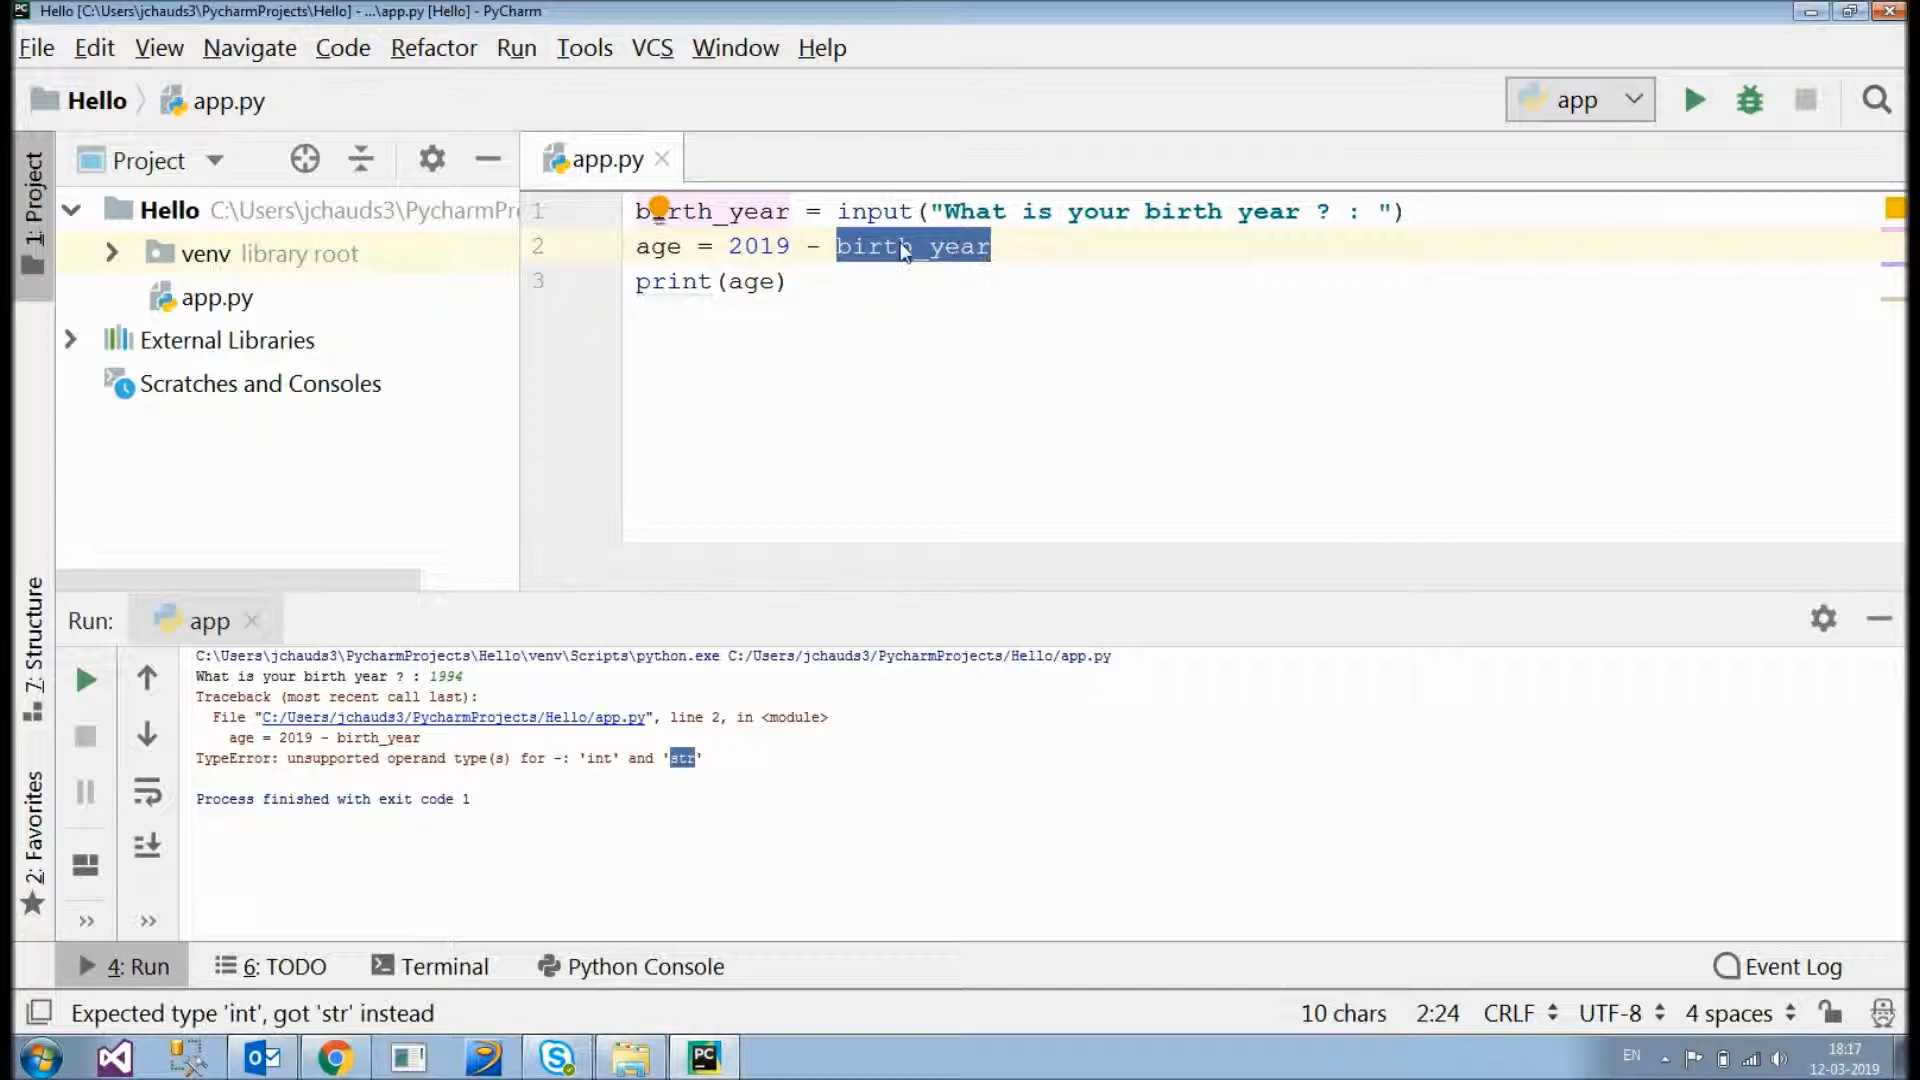 Hello [C:\Users\jchauds3\PycharmProjects\Hello] - ...\app.py [Hello] - PyCharm
File Edit View Navigate Code Refactor Run Tools VCS Window Help
Hello app.py
app
1: Project
Project
Hello C:\Users\jchauds3\PycharmPr
venv library root
app.py
External Libraries
Scratches and Consoles
app.py
1 birth_year = input("What is your birth year ? : ")
2 age = 2019 - birth_year
3 print(age)
7: Structure
2: Favorites
Run: app
C:\Users\jchauds3\PycharmProjects\Hello\venv\Scripts\python.exe C:/Users/jchauds3/PycharmProjects/Hello/app.py
What is your birth year ? : 1994
Traceback (most recent call last):
File "C:/Users/jchauds3/PycharmProjects/Hello/app.py", line 2, in <module>
age = 2019 - birth_year
TypeError: unsupported operand type(s) for -: 'int' and 'str'
Process finished with exit code 1
4: Run 6: TODO Terminal Python Console Event Log
Expected type 'int', got 'str' instead 10 chars 2:24 CRLF UTF-8 4 spaces
PC
EN
18:17
12-03-2019